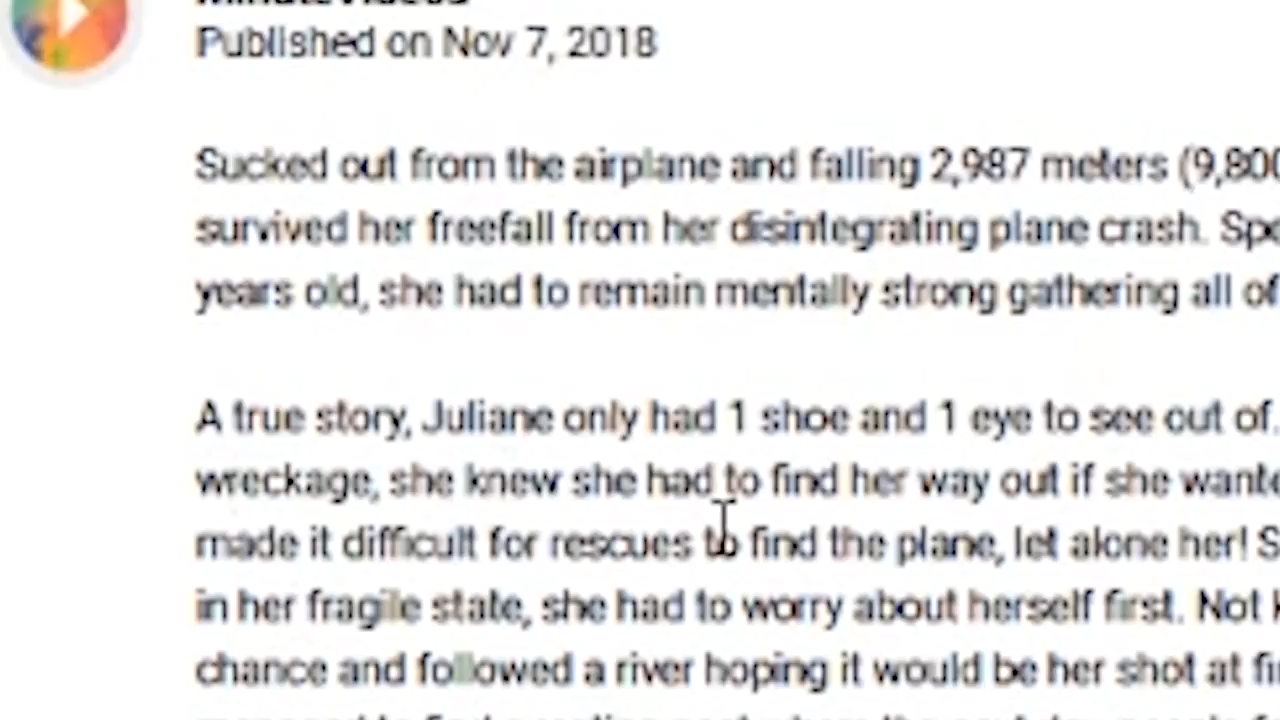 MinuteVideos
Published on Nov 7, 2018
Sucked out from the airplane and falling 2,987 meters (9,800
survived her freefall from her disintegrating plane crash. Spe
years old, she had to remain mentally strong gathering all of
A true story, Juliane only had 1 shoe and 1 eye to see out of.
wreckage, she knew she had to find her way out if she wante
made it difficult for rescues to find the plane, let alone her! S
in her fragile state, she had to worry about herself first. Not k
chance and followed a river hoping it would be her shot at fin